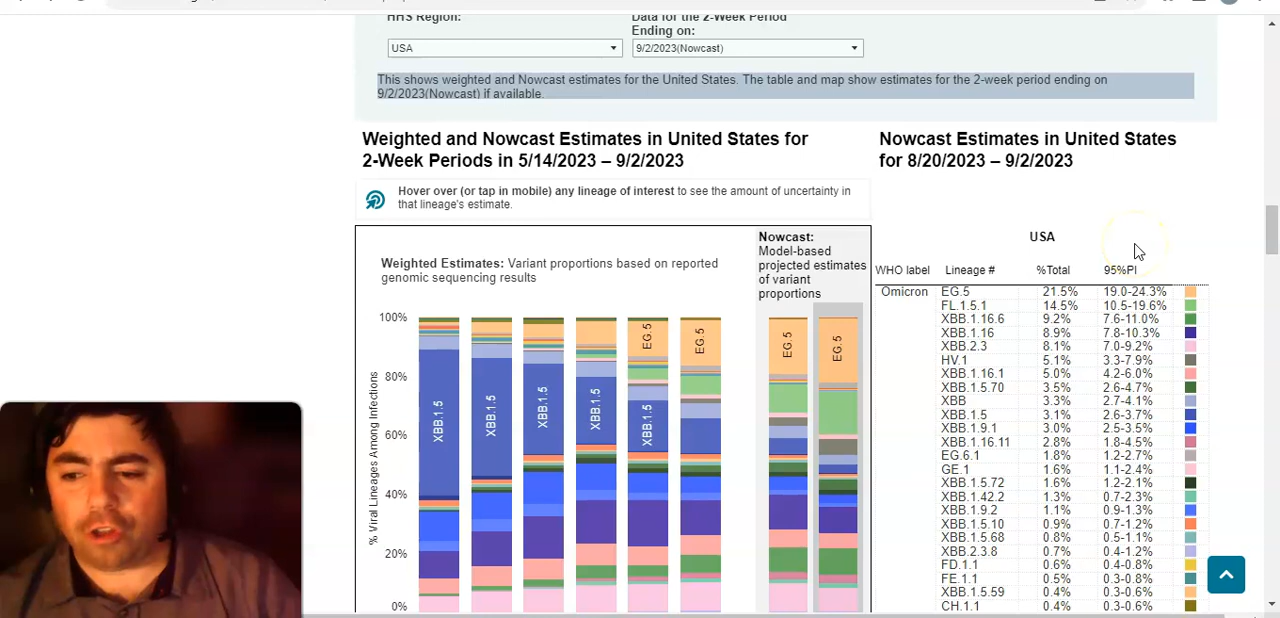 HHS Region:
Data for the 2-Week Period
Ending on:
USA
9/2/2023(Nowcast)
This shows weighted and Nowcast estimates for the United States. The table and map show estimates for the 2-week period ending on
9/2/2023(Nowcast) if available.
Weighted and Nowcast Estimates in United States for
2-Week Periods in 5/14/2023 – 9/2/2023
Hover over (or tap in mobile) any lineage of interest to see the amount of uncertainty in
that lineage's estimate.
Weighted Estimates: Variant proportions based on reported
genomic sequencing results
Nowcast:
Model-based
projected estimates
of variant
proportions
% Viral Lineages Among Infections
100%
80%
60%
40%
20%
0%
XBB.1.5
XBB.1.5
XBB.1.5
XBB.1.5
EG.5
XBB.1.5
EG.5
EG.5
EG.5
Nowcast Estimates in United States
for 8/20/2023 – 9/2/2023
USA
WHO label Lineage # %Total 95%PI
Omicron EG.5 21.5% 19.0-24.3%
FL.1.5.1 14.5% 10.5-19.6%
XBB.1.16.6 9.2% 7.6-11.0%
XBB.1.16 8.9% 7.8-10.3%
XBB.2.3 8.1% 7.0-9.2%
HV.1 5.1% 3.3-7.9%
XBB.1.16.1 5.0% 4.2-6.0%
XBB.1.5.70 3.5% 2.6-4.7%
XBB 3.3% 2.7-4.1%
XBB.1.5 3.1% 2.6-3.7%
XBB.1.9.1 3.0% 2.5-3.5%
XBB.1.16.11 2.8% 1.8-4.5%
EG.6.1 1.8% 1.2-2.7%
GE.1 1.6% 1.1-2.4%
XBB.1.5.72 1.6% 1.2-2.1%
XBB.1.42.2 1.3% 0.7-2.3%
XBB.1.9.2 1.1% 0.9-1.3%
XBB.1.5.10 0.9% 0.7-1.2%
XBB.1.5.68 0.8% 0.5-1.1%
XBB.2.3.8 0.7% 0.4-1.2%
FD.1.1 0.6% 0.4-0.8%
FE.1.1 0.5% 0.3-0.8%
XBB.1.5.59 0.4% 0.3-0.6%
CH.1.1 0.4% 0.3-0.6%